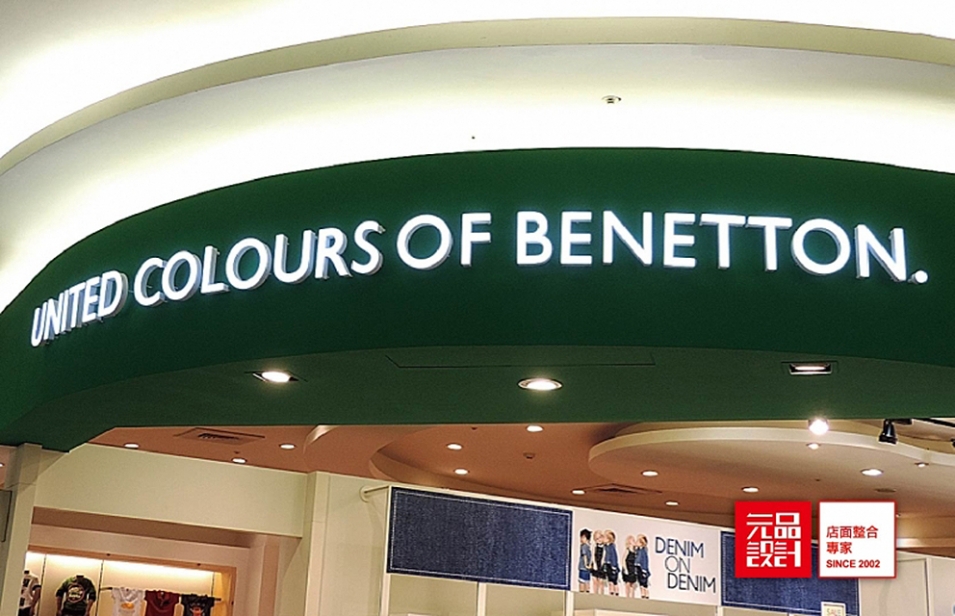 UNITED COLOURS OF BENETTON.
DENIM
ON
DENIM
元品
設計
店面整合
專家
SINCE 2002
SALE